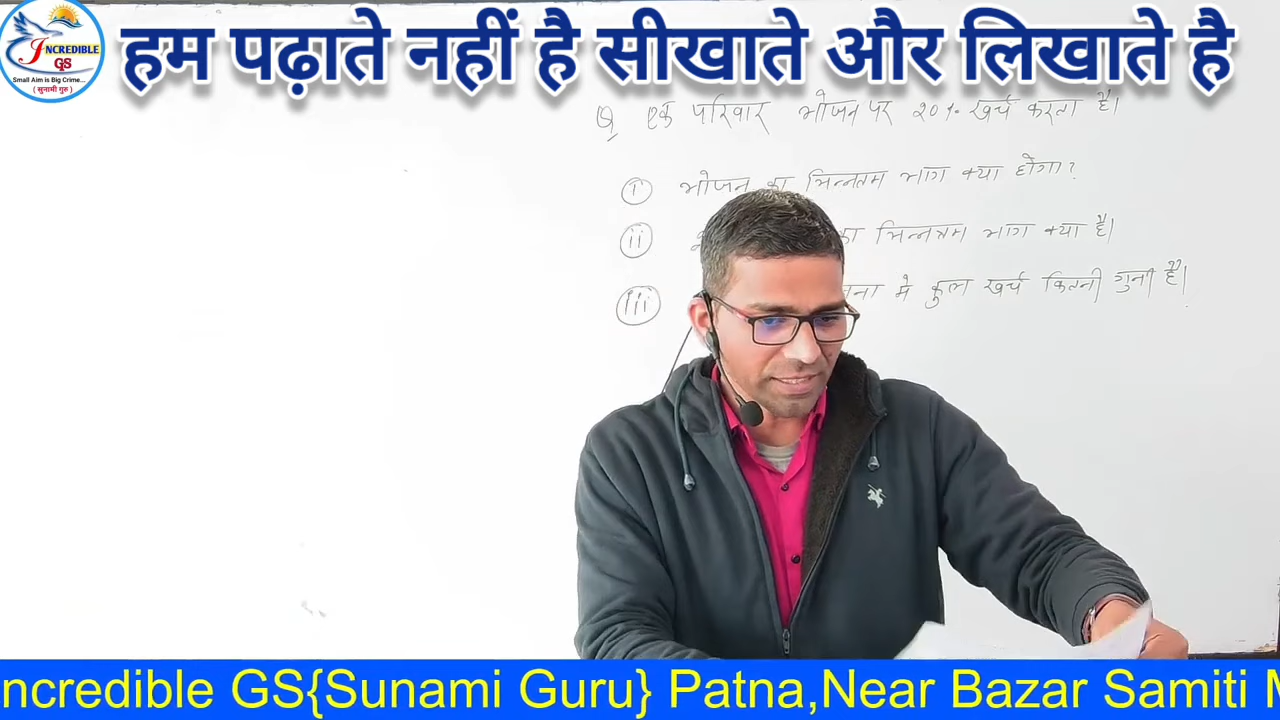 INCREDIBLE
GS
Small Aim is Big Crime...
( सुनामी गुरु )
हम पढ़ाते नहीं है सीखाते और लिखाते है
Q एक परिवार भोजन पर 20% खर्च करता है।
i भोजन का भिन्नतम भाग क्या होगा?
ii का भिन्नतम भाग क्या है।
iii में कुल खर्च कितनी गुनी है।
ncredible GS{Sunami Guru} Patna,Near Bazar Samiti